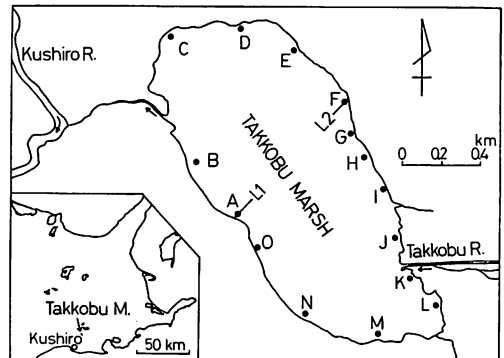 Kushiro R.
C
D
E
F
L2
G
H
I
J
Takkobu R.
K
L
M
N
O
A
L1
B
TAKKOBU MARSH
0 0.2 0.4
km
Takkobu M.
Kushiro
50 km